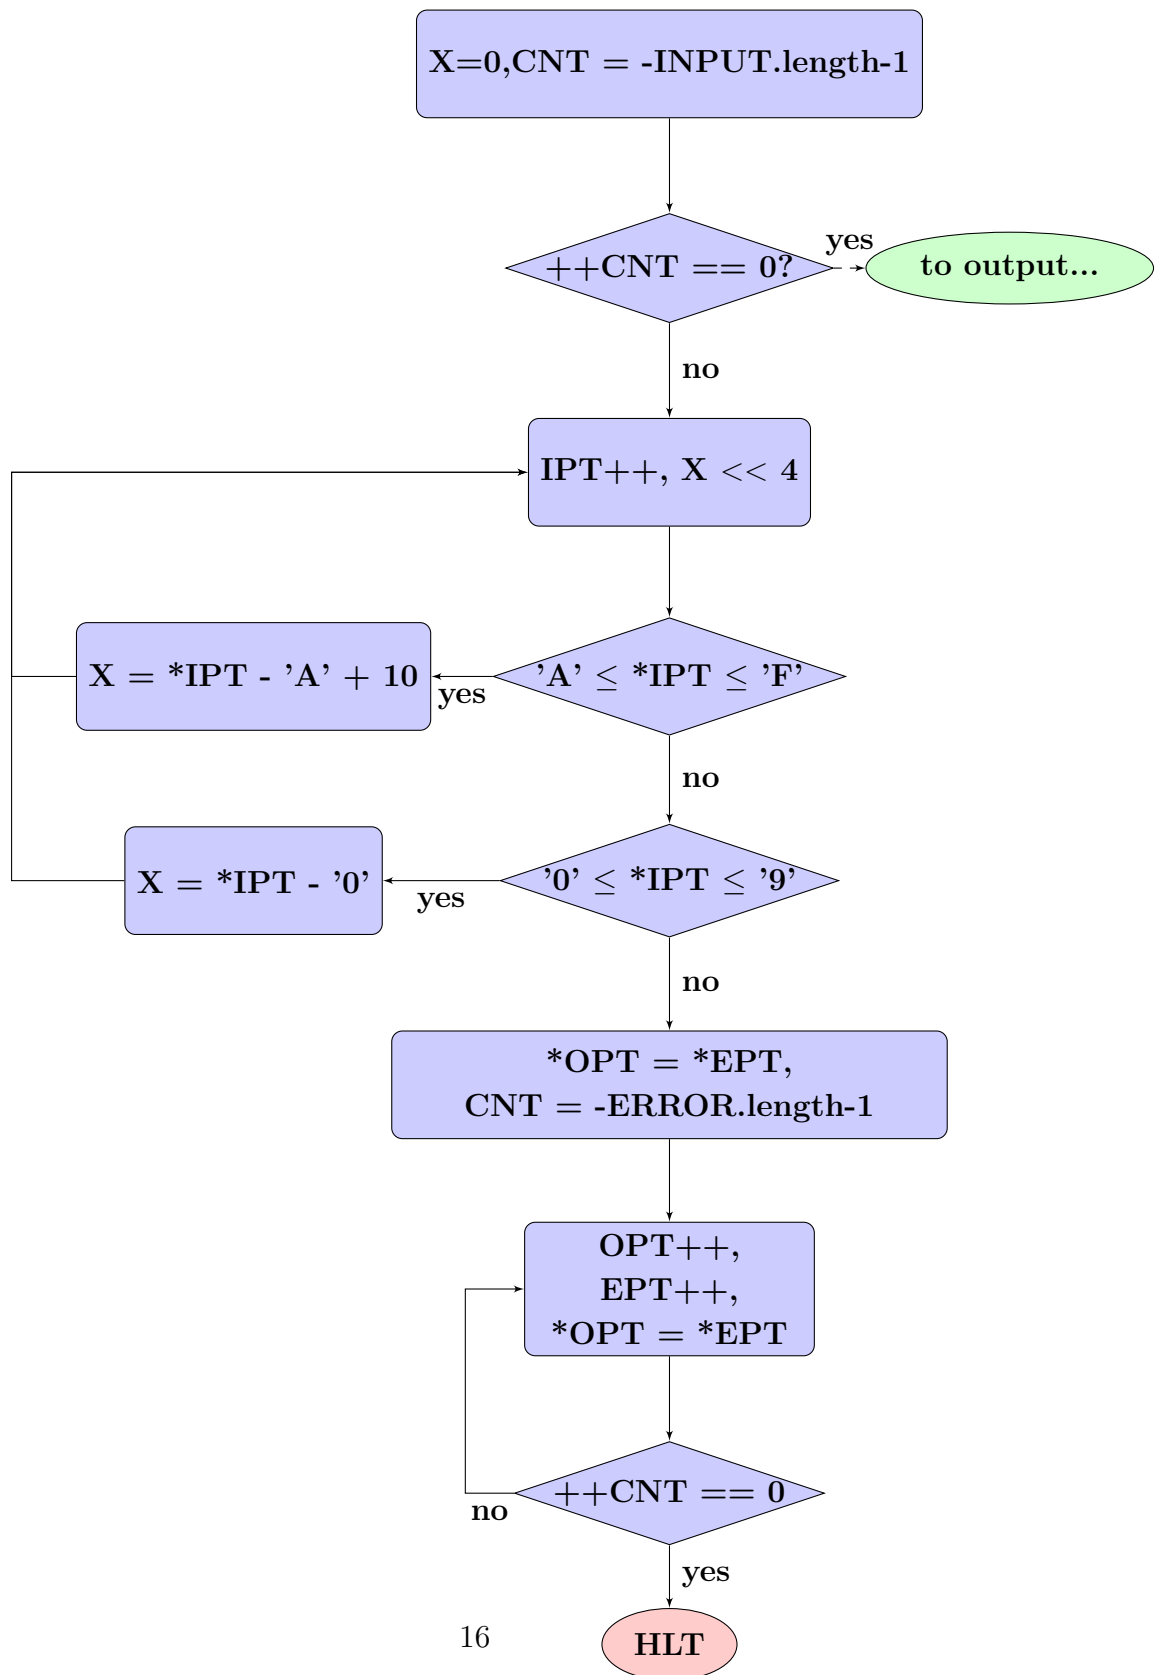 X=0,CNT = -INPUT.length-1
++CNT == 0?
yes
to output...
no
IPT++, X << 4
'A' ≤ *IPT ≤ 'F'
yes
X = *IPT - 'A' + 10
no
'0' ≤ *IPT ≤ '9'
yes
X = *IPT - '0'
no
*OPT = *EPT,
CNT = -ERROR.length-1
OPT++,
EPT++,
*OPT = *EPT
++CNT == 0
no
yes
HLT
16